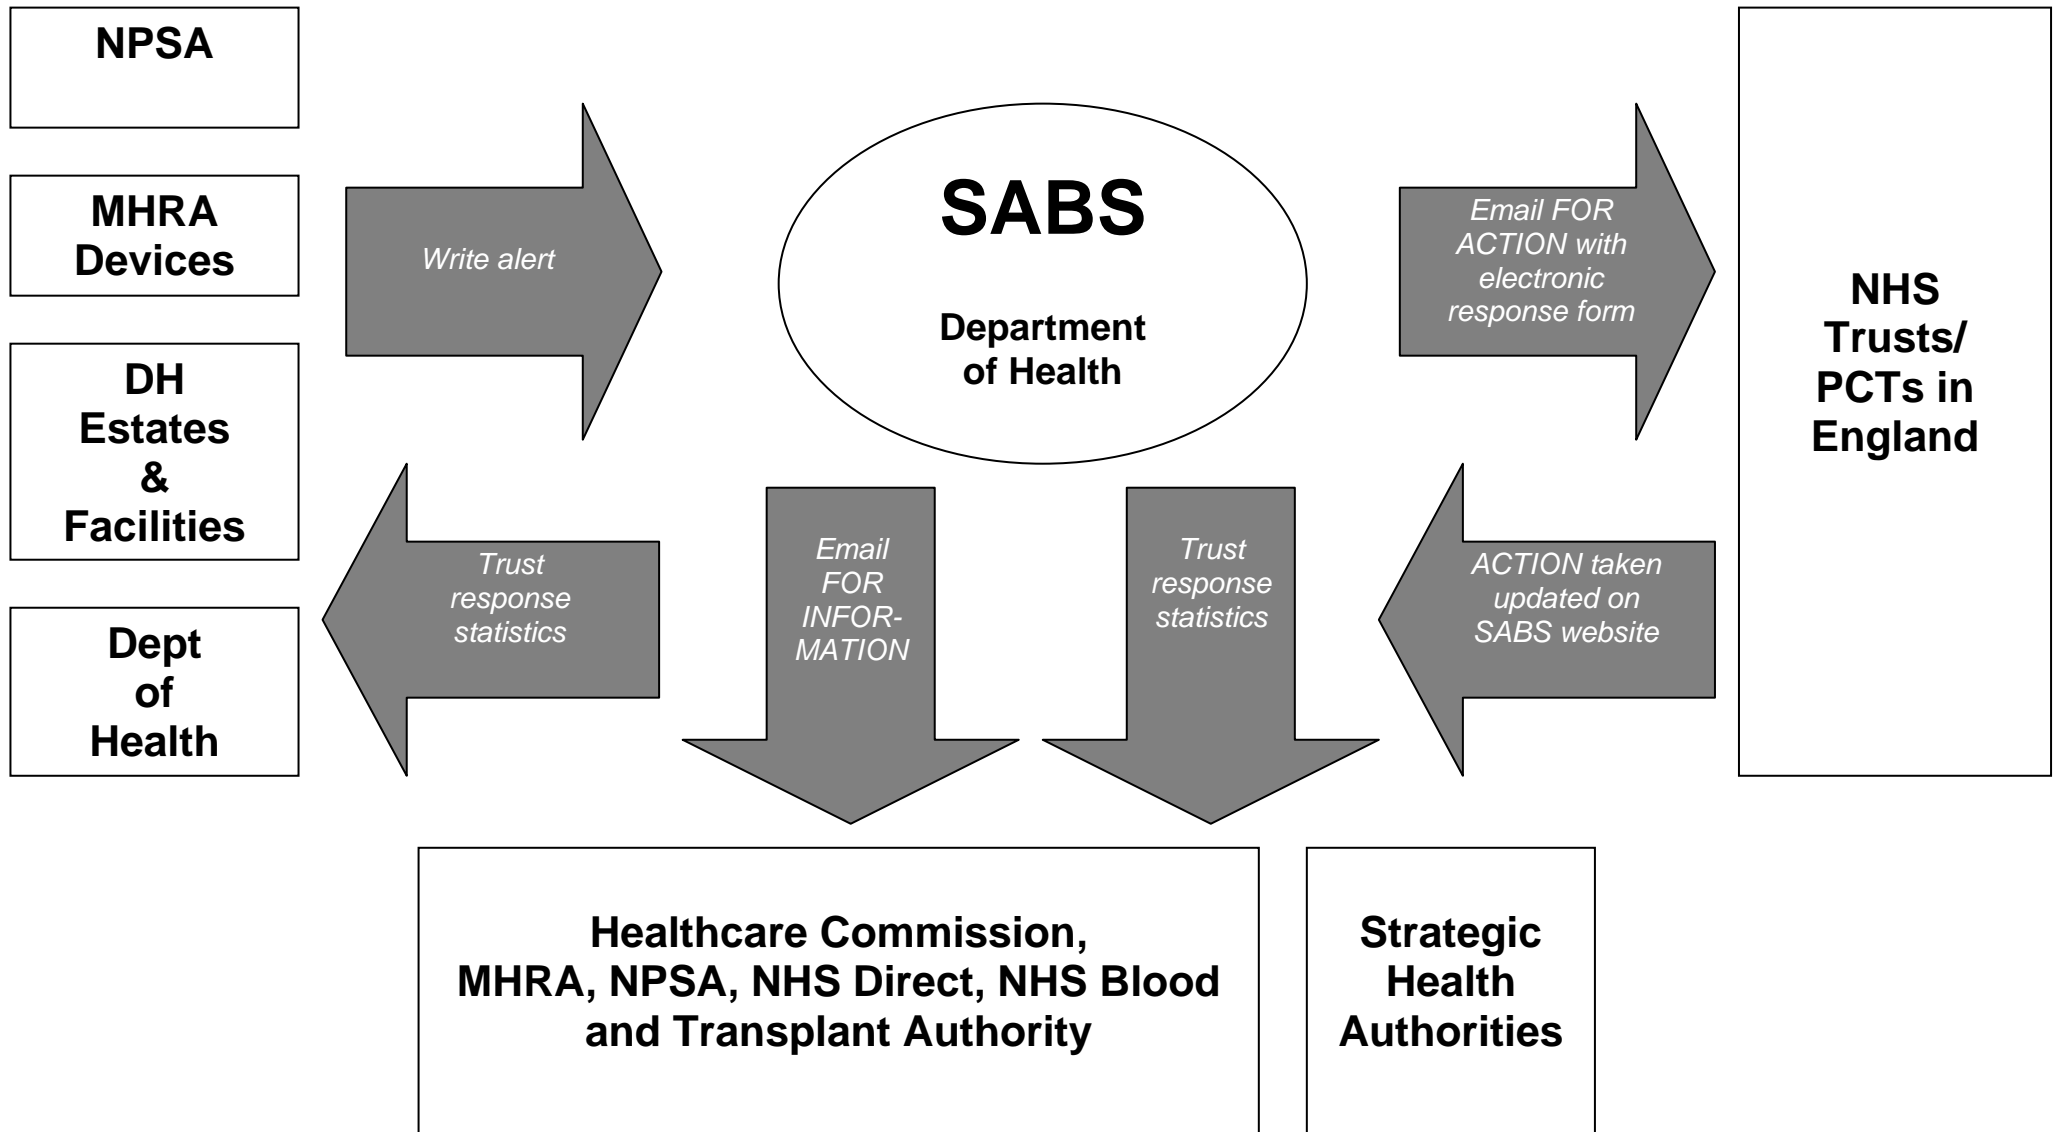 NPSA
MHRA
Devices
DH
Estates
&
Facilities
Dept
of
Health
Write alert
SABS
Department
of Health
Email FOR
ACTION with
electronic
response form
NHS
Trusts/
PCTs in
England
Trust
response
statistics
Email
FOR
INFOR-
MATION
Trust
response
statistics
ACTION taken
updated on
SABS website
Healthcare Commission,
MHRA, NPSA, NHS Direct, NHS Blood
and Transplant Authority
Strategic
Health
Authorities